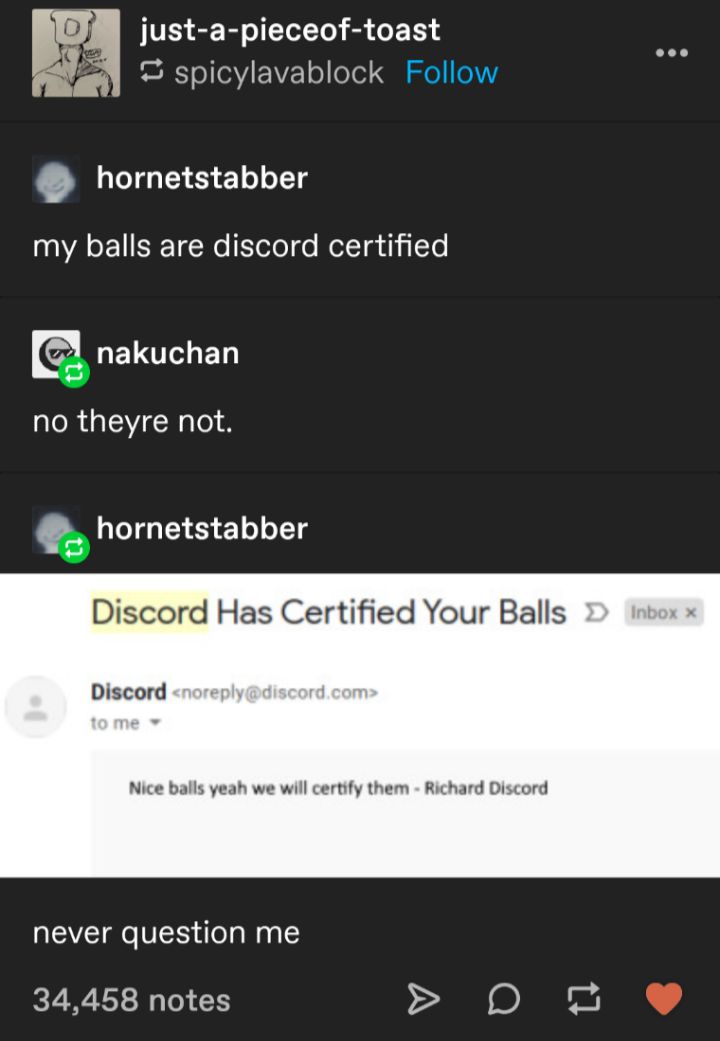 just-a-pieceof-toast
spicylavablock Follow
hornetstabber
my balls are discord certified
nakuchan
no theyre not.
hornetstabber
Discord Has Certified Your Balls Inbox ×
Discord <noreply@discord.com>
to me
Nice balls yeah we will certify them - Richard Discord
never question me
34,458 notes